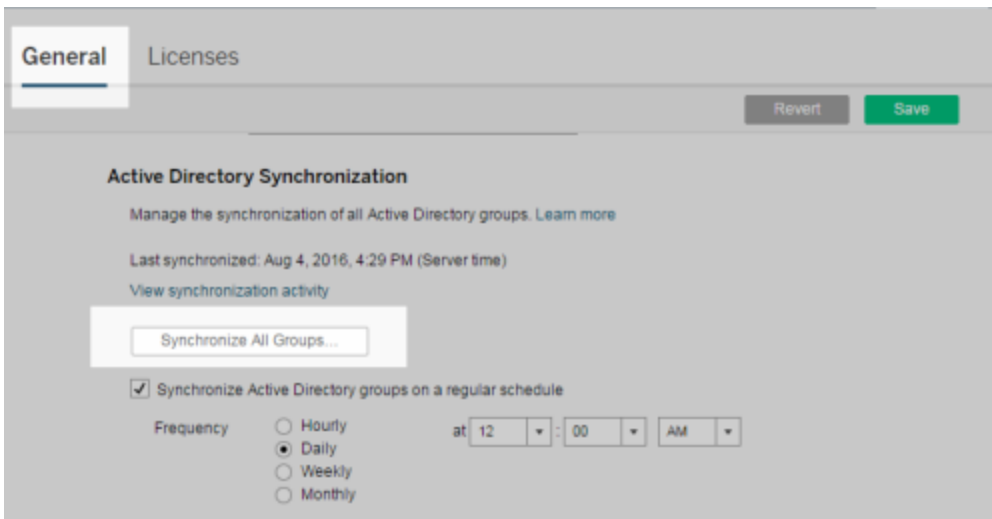 General Licenses
Revert Save
Active Directory Synchronization
Manage the synchronization of all Active Directory groups. Learn more
Last synchronized: Aug 4, 2016, 4:29 PM (Server time)
View synchronization activity
Synchronize All Groups...
Synchronize Active Directory groups on a regular schedule
Frequency Hourly at 12 : 00 AM
Daily
Weekly
Monthly